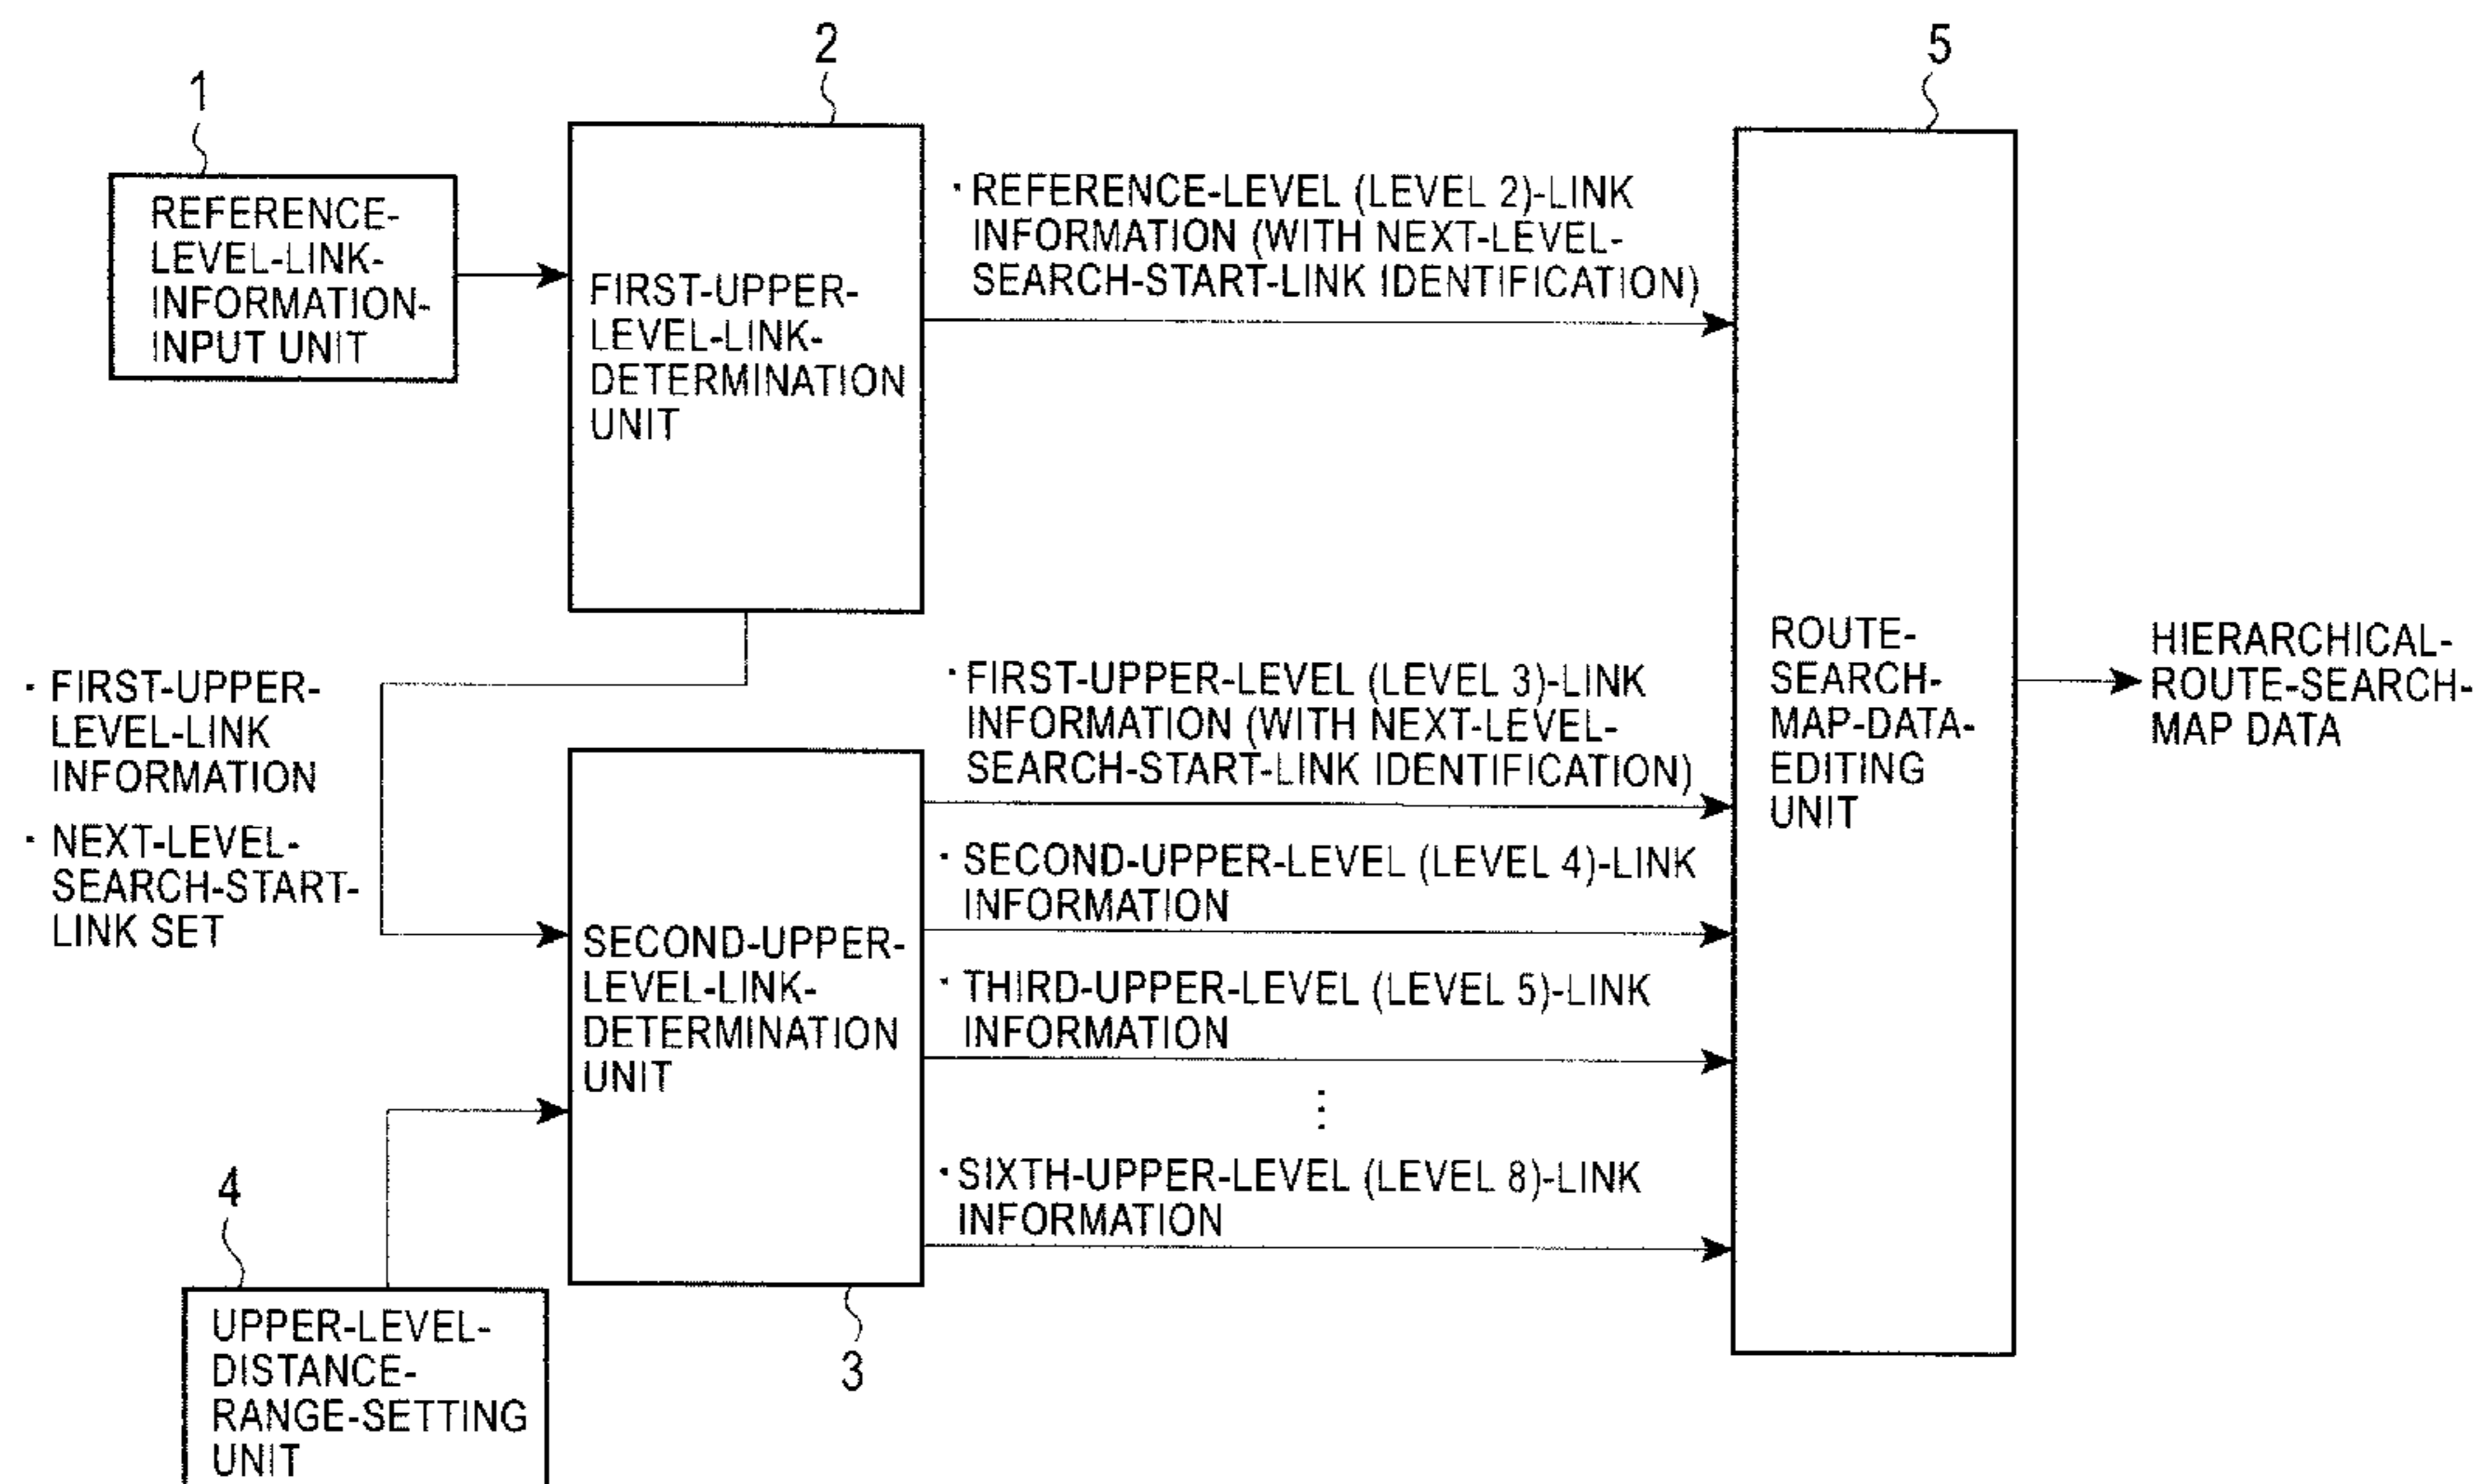 1
REFERENCE-
LEVEL-LINK-
INFORMATION-
INPUT UNIT
2
FIRST-UPPER-
LEVEL-LINK-
DETERMINATION
UNIT
· REFERENCE-LEVEL (LEVEL 2)-LINK
INFORMATION (WITH NEXT-LEVEL-
SEARCH-START-LINK IDENTIFICATION)
5
ROUTE-
SEARCH-
MAP-DATA-
EDITING
UNIT
HIERARCHICAL-
ROUTE-SEARCH-
MAP DATA
· FIRST-UPPER-
LEVEL-LINK
INFORMATION
· NEXT-LEVEL-
SEARCH-START-
LINK SET
SECOND-UPPER-
LEVEL-LINK-
DETERMINATION
UNIT
3
· FIRST-UPPER-LEVEL (LEVEL 3)-LINK
INFORMATION (WITH NEXT-LEVEL-
SEARCH-START-LINK IDENTIFICATION)
· SECOND-UPPER-LEVEL (LEVEL 4)-LINK
INFORMATION
· THIRD-UPPER-LEVEL (LEVEL 5)-LINK
INFORMATION
⋮
· SIXTH-UPPER-LEVEL (LEVEL 8)-LINK
INFORMATION
4
UPPER-LEVEL-
DISTANCE-
RANGE-SETTING
UNIT